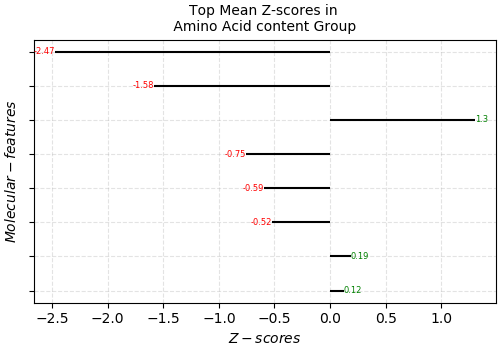 Top Mean Z-scores in
Amino Acid content Group
-2.47
-1.58
1.3
-0.75
-0.59
-0.52
0.19
0.12
Molecular − features
−2.5 −2.0 −1.5 −1.0 −0.5 0.0 0.5 1.0
Z − scores